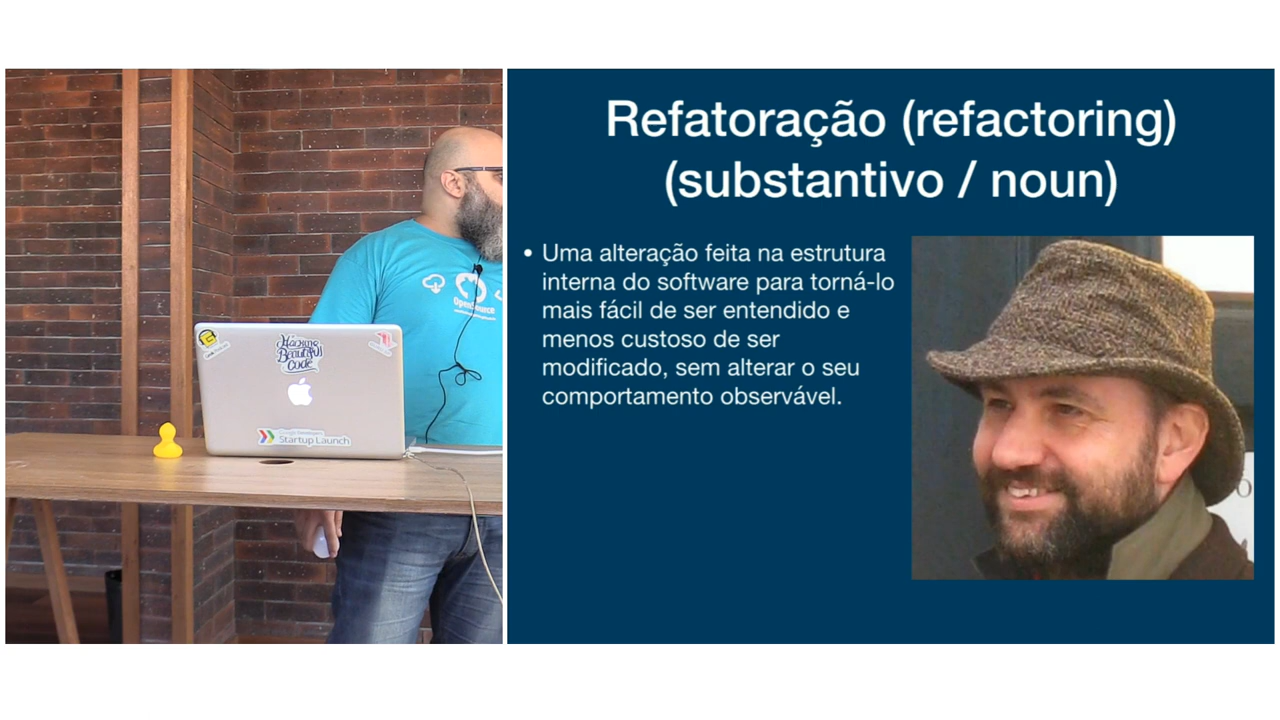 OpenSource
Hacking
Beautiful
Code
Startup Launch
Refatoração (refactoring)
(substantivo / noun)
• Uma alteração feita na estrutura
interna do software para torná-lo
mais fácil de ser entendido e
menos custoso de ser
modificado, sem alterar o seu
comportamento observável.